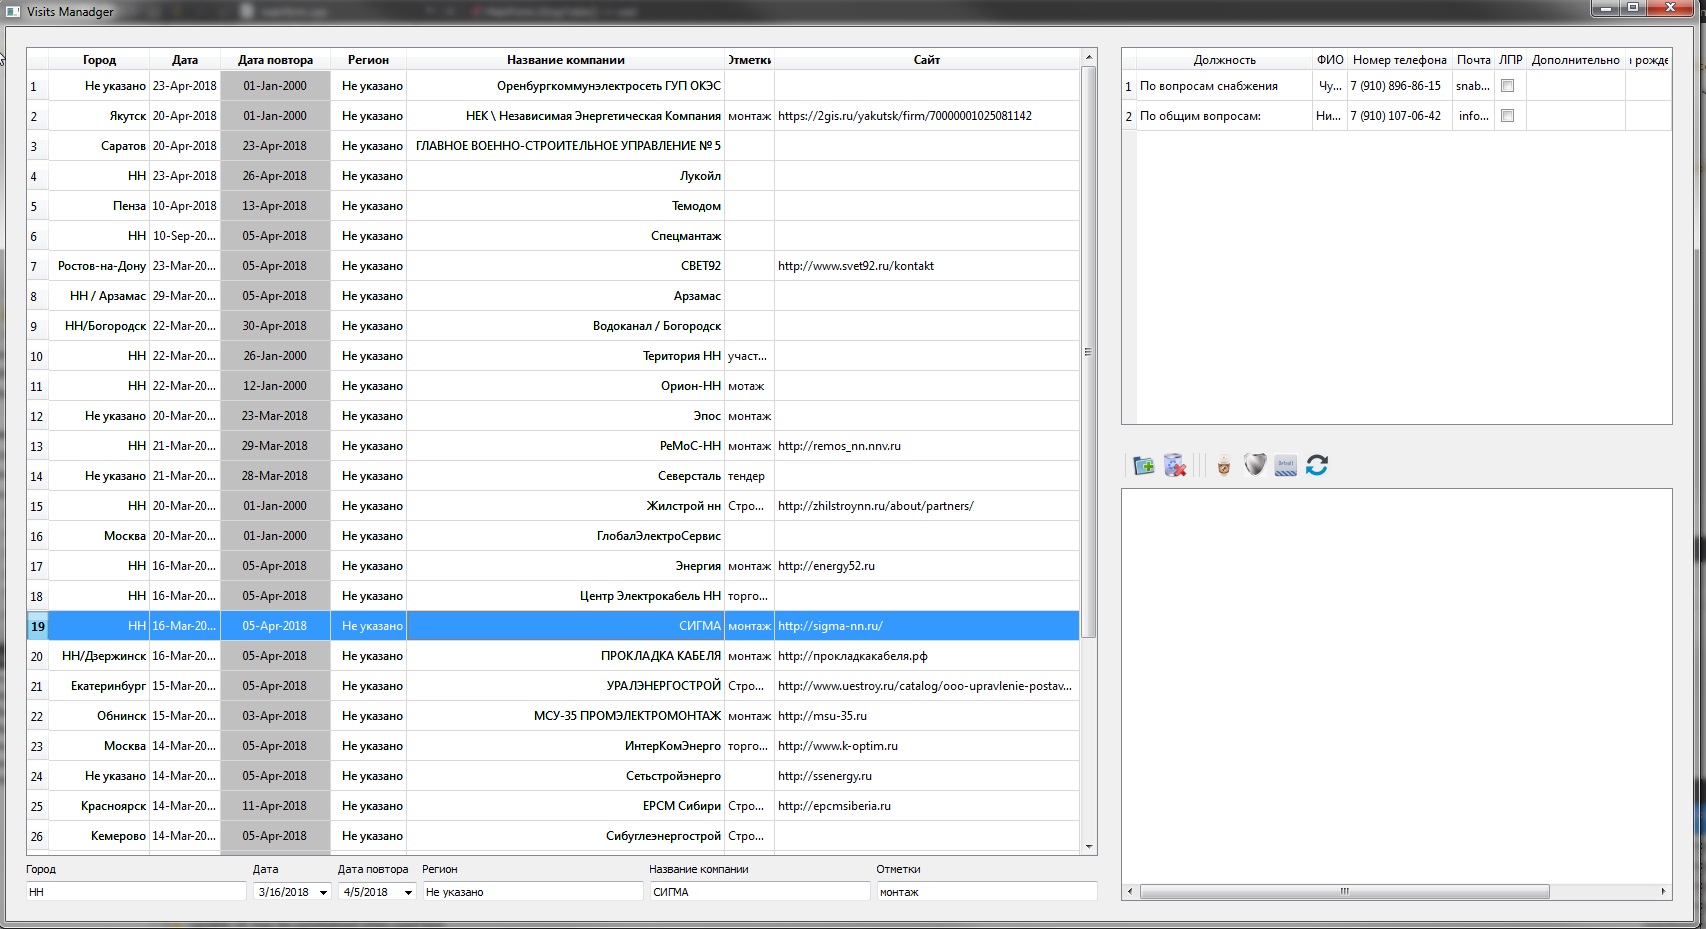 Visits Manadger
Город Дата Дата повтора Регион Название компании Отметки Сайт
1 Не указано 23-Apr-2018 01-Jan-2000 Не указано Оренбургкоммунэлектросеть ГУП ОКЭС
2 Якутск 20-Apr-2018 01-Jan-2000 Не указано НЕК \ Независимая Энергетическая Компания монтаж https://2gis.ru/yakutsk/firm/70000001025081142
3 Саратов 20-Apr-2018 23-Apr-2018 Не указано ГЛАВНОЕ ВОЕННО-СТРОИТЕЛЬНОЕ УПРАВЛЕНИЕ № 5
4 НН 23-Apr-2018 26-Apr-2018 Не указано Лукойл
5 Пенза 10-Apr-2018 13-Apr-2018 Не указано Темодом
6 НН 10-Sep-20... 05-Apr-2018 Не указано Спецмантаж
7 Ростов-на-Дону 23-Mar-20... 05-Apr-2018 Не указано СВЕТ92 http://www.svet92.ru/kontakt
8 НН / Арзамас 29-Mar-20... 05-Apr-2018 Не указано Арзамас
9 НН/Богородск 22-Mar-20... 30-Apr-2018 Не указано Водоканал / Богородск
10 НН 22-Mar-20... 26-Jan-2000 Не указано Територия НН участ...
11 НН 22-Mar-20... 12-Jan-2000 Не указано Орион-НН мотаж
12 Не указано 20-Mar-20... 23-Mar-2018 Не указано Эпос монтаж
13 НН 21-Mar-20... 29-Mar-2018 Не указано РеМоС-НН монтаж http://remos_nn.nnv.ru
14 Не указано 21-Mar-20... 28-Mar-2018 Не указано Северсталь тендер
15 НН 20-Mar-20... 01-Jan-2000 Не указано Жилстрой нн Стро... http://zhilstroynn.ru/about/partners/
16 Москва 20-Mar-20... 01-Jan-2000 Не указано ГлобалЭлектроСервис
17 НН 16-Mar-20... 05-Apr-2018 Не указано Энергия монтаж http://energy52.ru
18 НН 16-Mar-20... 05-Apr-2018 Не указано Центр Электрокабель НН торго...
19 НН 16-Mar-20... 05-Apr-2018 Не указано СИГМА монтаж http://sigma-nn.ru/
20 НН/Дзержинск 16-Mar-20... 05-Apr-2018 Не указано ПРОКЛАДКА КАБЕЛЯ монтаж http://прокладкакабеля.рф
21 Екатеринбург 15-Mar-20... 05-Apr-2018 Не указано УРАЛЭНЕРГОСТРОЙ Стро... http://www.uestroy.ru/catalog/ooo-upravlenie-postav...
22 Обнинск 15-Mar-20... 03-Apr-2018 Не указано МСУ-35 ПРОМЭЛЕКТРОМОНТАЖ монтаж http://msu-35.ru
23 Москва 14-Mar-20... 05-Apr-2018 Не указано ИнтерКомЭнерго торго... http://www.k-optim.ru
24 Не указано 14-Mar-20... 05-Apr-2018 Не указано Сетьстройэнерго http://ssenergy.ru
25 Красноярск 14-Mar-20... 11-Apr-2018 Не указано ЕРСМ Сибири Стро... http://epcmsiberia.ru
26 Кемерово 14-Mar-20... 05-Apr-2018 Не указано Сибуглеэнергострой Стро...
Город Дата Дата повтора Регион Название компании Отметки
НН 3/16/2018 4/5/2018 Не указано СИГМА монтаж
Должность ФИО Номер телефона Почта ЛПР Дополнительно а рожде
1 По вопросам снабжения Чу... 7 (910) 896-86-15 snab...
2 По общим вопросам: Ни... 7 (910) 107-06-42 info...